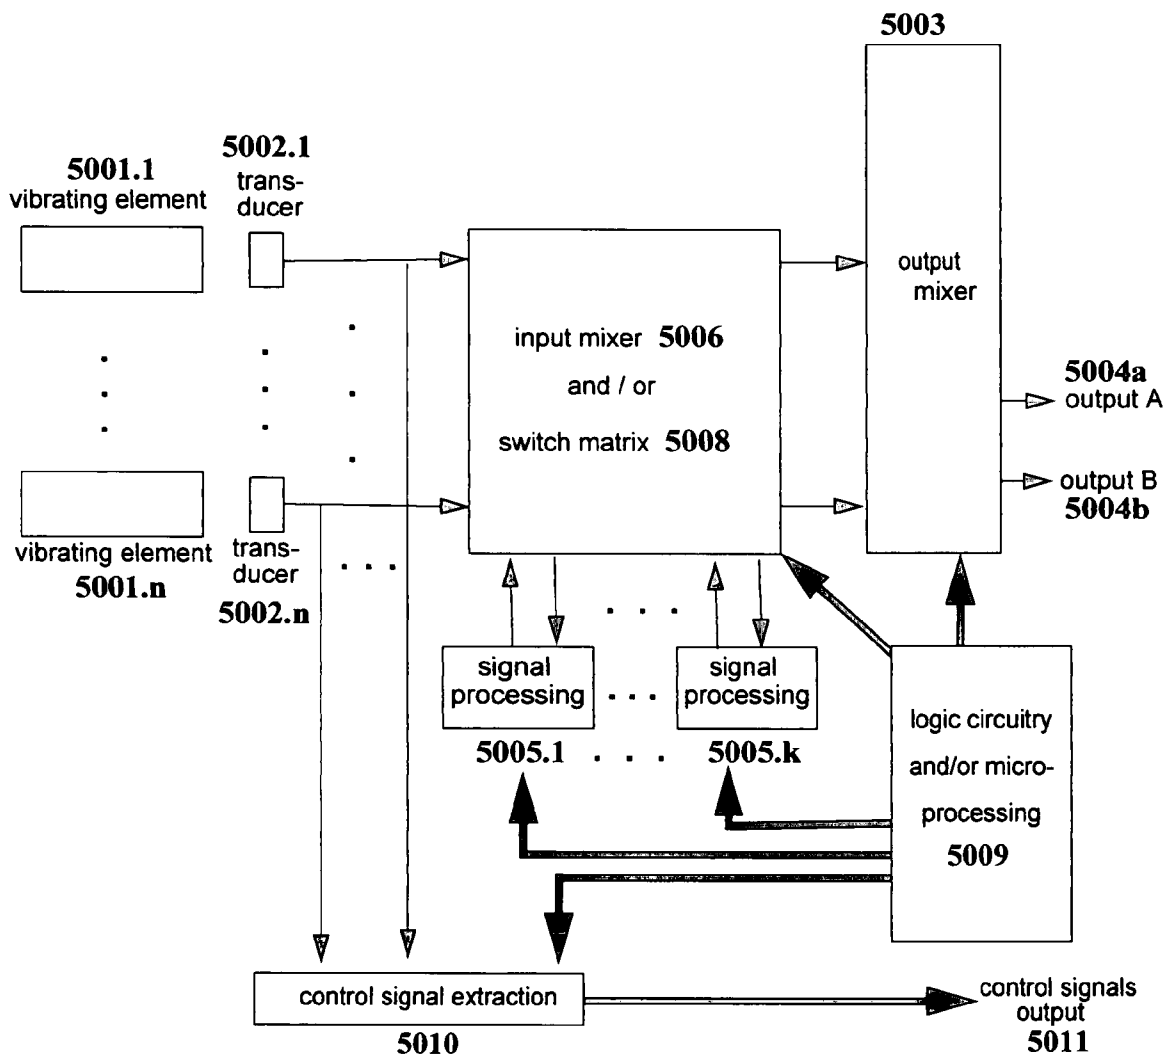 5003
5002.1
trans-
ducer
5001.1
vibrating element
output
mixer
input mixer 5006
and / or
switch matrix 5008
5004a
output A
output B
5004b
vibrating element
5001.n
trans-
ducer
5002.n
signal
processing
signal
processing
5005.1
5005.k
logic circuitry
and/or micro-
processing
5009
control signal extraction
5010
control signals
output
5011